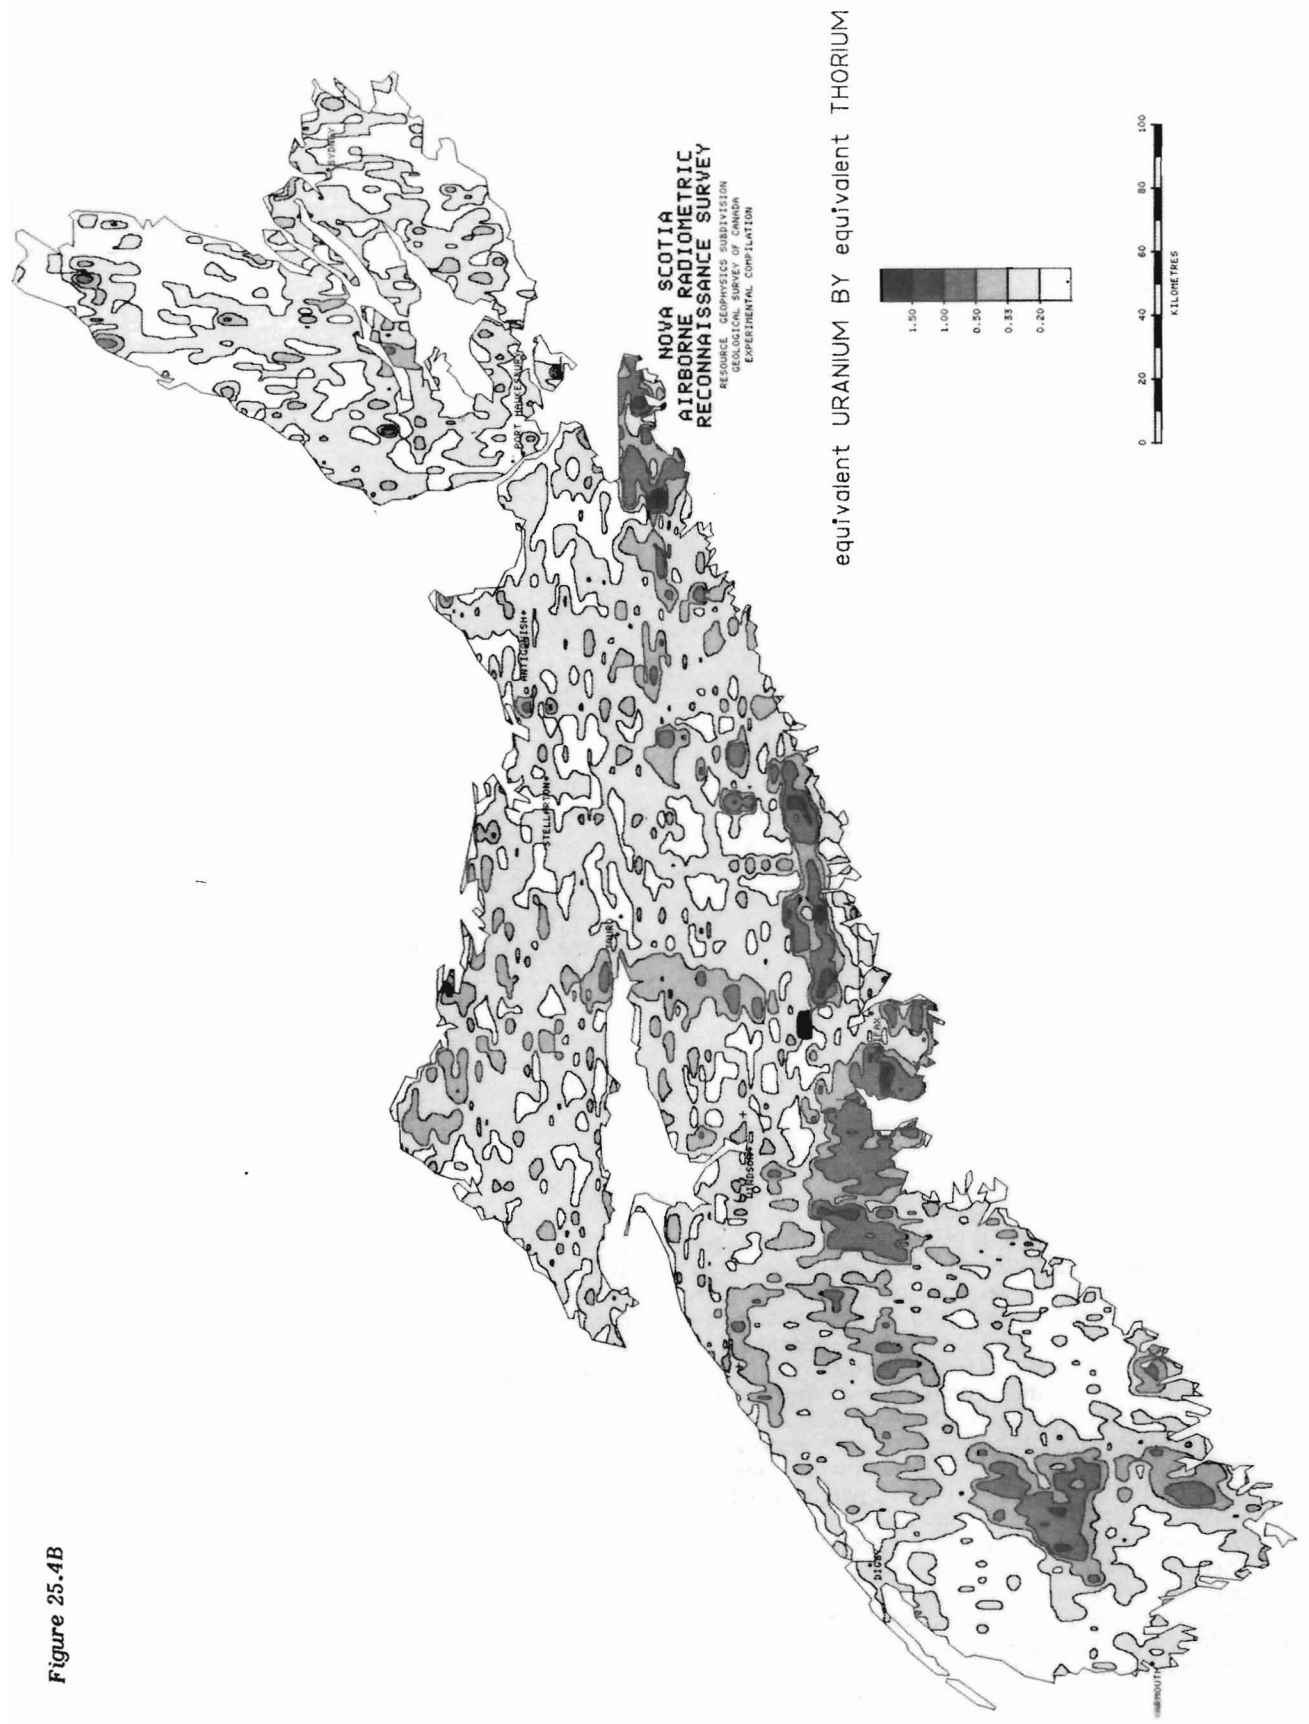 Figure 25.4B
NOVA SCOTIA
AIRBORNE RADIOMETRIC
RECONNAISSANCE SURVEY
RESOURCE GEOPHYSICS SUBDIVISION
GEOLOGICAL SURVEY OF CANADA
EXPERIMENTAL COMPILATION
equivalent URANIUM BY equivalent THORIUM
1.50
1.00
0.50
0.33
0.20
0 20 40 60 80 100
KILOMETRES
SYDNEY
PORT HAWKESBURY
ANTIGONISH
STELLARTON
WINDSOR
DIGBY